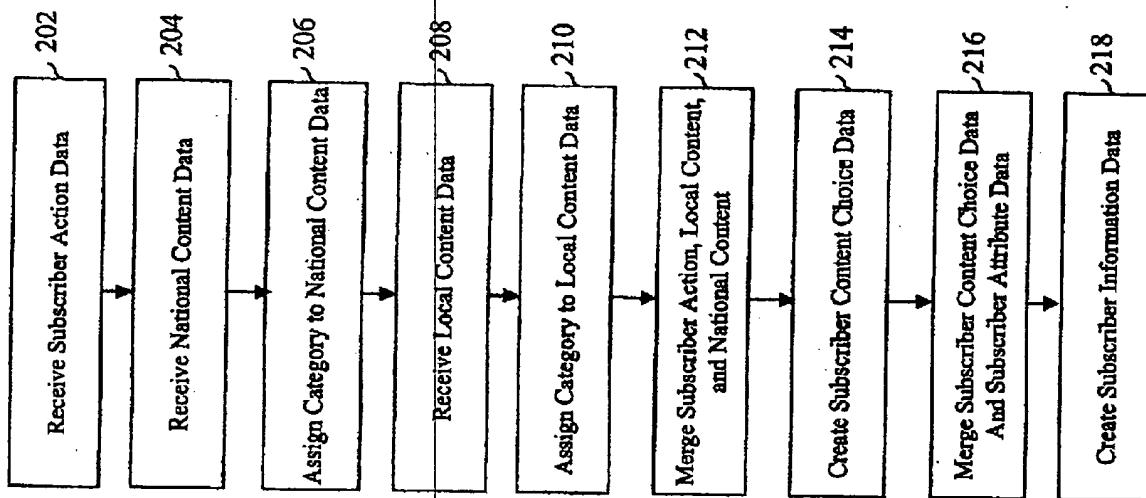 Receive Subscriber Action Data
202
Receive National Content Data
204
Assign Category to National Content Data
206
Receive Local Content Data
208
Assign Category to Local Content Data
210
Merge Subscriber Action, Local Content,
and National Content
212
Create Subscriber Content Choice Data
214
Merge Subscriber Content Choice Data
And Subscriber Attribute Data
216
Create Subscriber Information Data
218